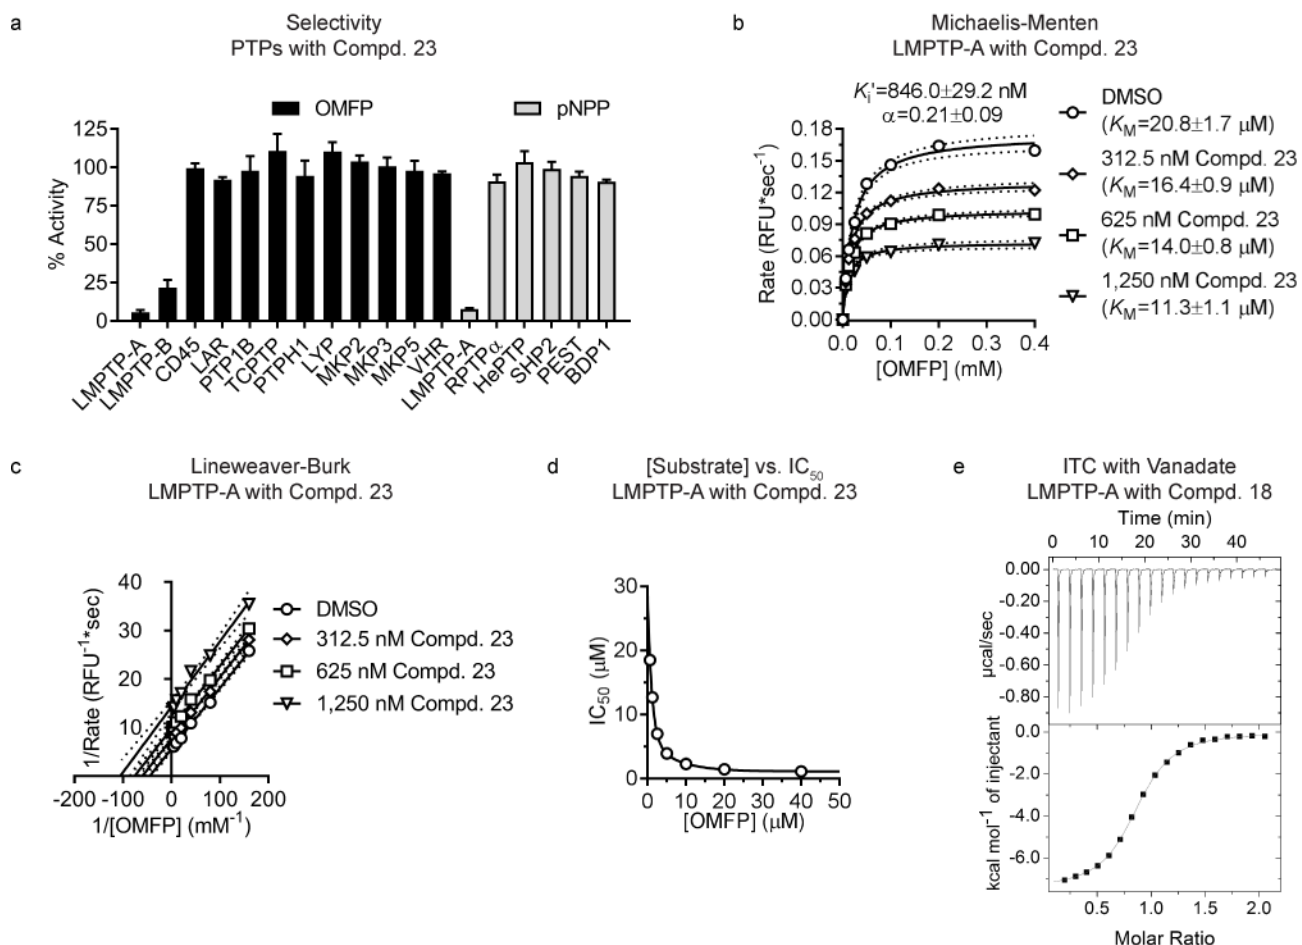 a
Selectivity
PTPs with Compd. 23
OMFP
pNPP
% Activity
125
100
75
50
25
0
LMPTP-A
LMPTP-B
CD45
LAR
PTP1B
TCPTP
PTPH1
LYP
MKP2
MKP3
MKP5
VHR
LMPTP-A
RPTPα
HePTP
SHP2
PEST
BDP1
b
Michaelis-Menten
LMPTP-A with Compd. 23
Ki'=846.0±29.2 nM
α=0.21±0.09
Rate (RFU*sec⁻¹)
0.18
0.15
0.12
0.09
0.06
0.03
0.00
0.0 0.1 0.2 0.3 0.4
[OMFP] (mM)
DMSO
(KM=20.8±1.7 µM)
312.5 nM Compd. 23
(KM=16.4±0.9 µM)
625 nM Compd. 23
(KM=14.0±0.8 µM)
1,250 nM Compd. 23
(KM=11.3±1.1 µM)
c
Lineweaver-Burk
LMPTP-A with Compd. 23
1/Rate (RFU⁻¹*sec)
40
30
20
10
-200 -100 0 100 200
1/[OMFP] (mM⁻¹)
DMSO
312.5 nM Compd. 23
625 nM Compd. 23
1,250 nM Compd. 23
d
[Substrate] vs. IC₅₀
LMPTP-A with Compd. 23
IC₅₀ (µM)
30
20
10
0
0 10 20 30 40 50
[OMFP] (µM)
e
ITC with Vanadate
LMPTP-A with Compd. 18
Time (min)
0 10 20 30 40
µcal/sec
0.00
-0.20
-0.40
-0.60
-0.80
kcal mol⁻¹ of injectant
0.0
-2.0
-4.0
-6.0
0.5 1.0 1.5 2.0
Molar Ratio